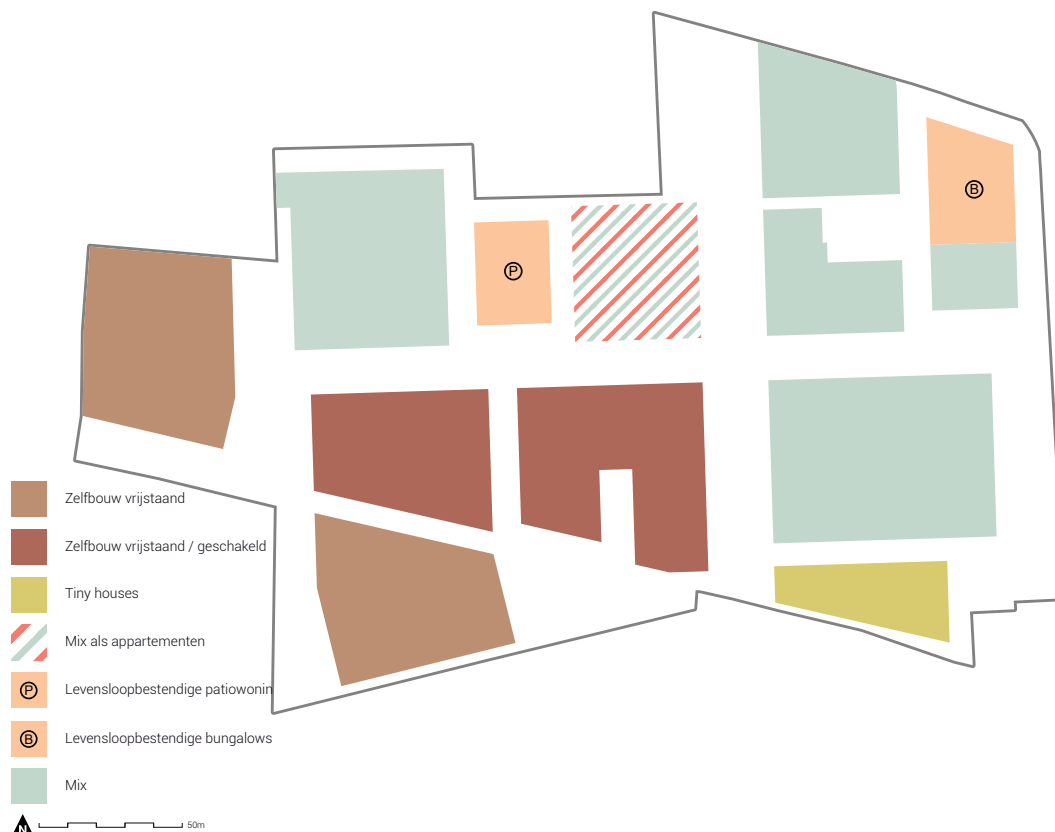 P
B
Zelfbouw vrijstaand
Zelfbouw vrijstaand / geschakeld
Tiny houses
Mix als appartementen
P Levensloopbestendige patiowonin
B Levensloopbestendige bungalows
Mix
N 50m